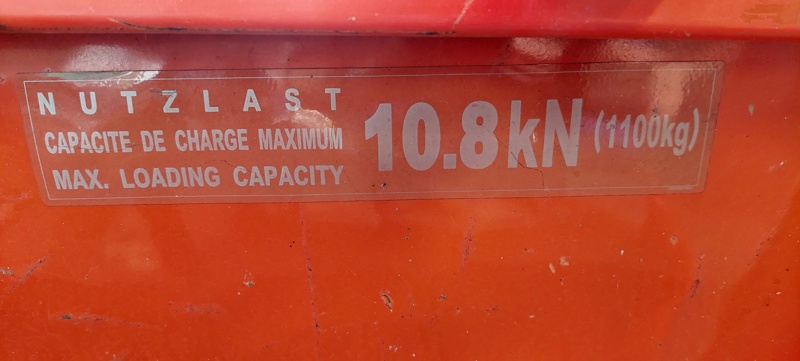 NUTZLAST
CAPACITE DE CHARGE MAXIMUM
MAX. LOADING CAPACITY
10.8kN (1100kg)